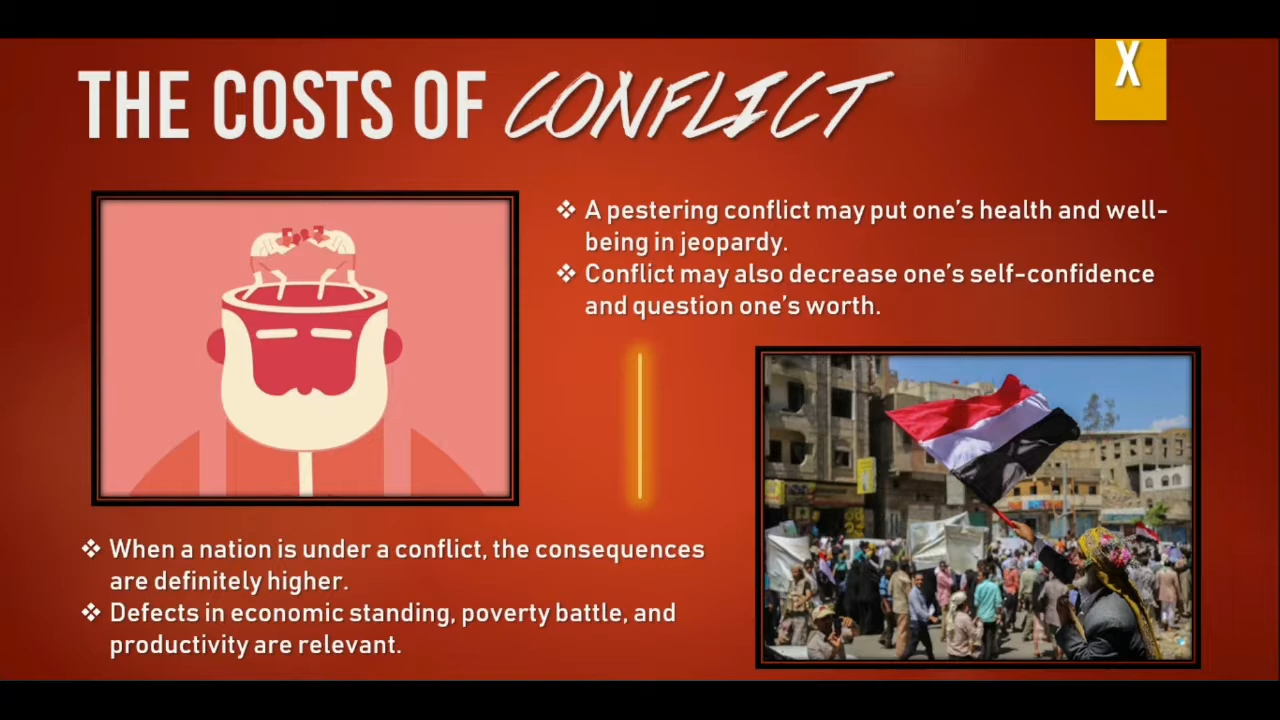 THE COSTS OF CONFLICT
X
❖ A pestering conflict may put one's health and well-
being in jeopardy.
❖ Conflict may also decrease one's self-confidence
and question one's worth.
❖ When a nation is under a conflict, the consequences
are definitely higher.
❖ Defects in economic standing, poverty battle, and
productivity are relevant.